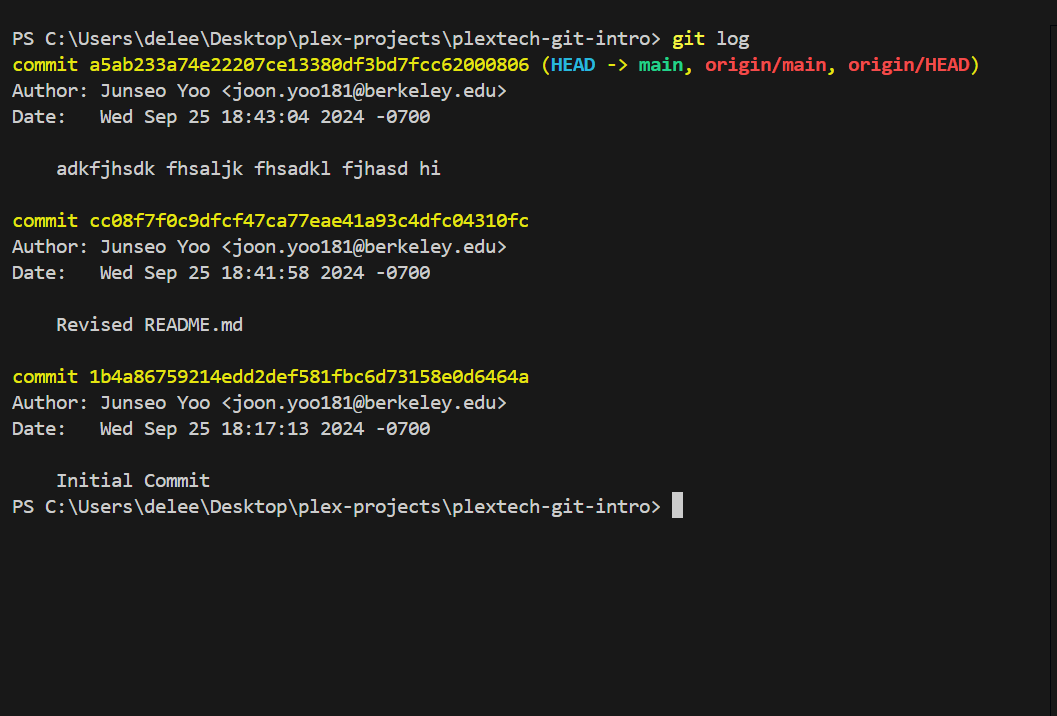 PS C:\Users\delee\Desktop\plex-projects\plextech-git-intro> git log
commit a5ab233a74e22207ce13380df3bd7fcc62000806 (HEAD -> main, origin/main, origin/HEAD)
Author: Junseo Yoo <joon.yoo181@berkeley.edu>
Date:   Wed Sep 25 18:43:04 2024 -0700
    adkfjhsdk fhsaljk fhsadkl fjhasd hi
commit cc08f7f0c9dfcf47ca77eae41a93c4dfc04310fc
Author: Junseo Yoo <joon.yoo181@berkeley.edu>
Date:   Wed Sep 25 18:41:58 2024 -0700
    Revised README.md
commit 1b4a86759214edd2def581fbc6d73158e0d6464a
Author: Junseo Yoo <joon.yoo181@berkeley.edu>
Date:   Wed Sep 25 18:17:13 2024 -0700
    Initial Commit
PS C:\Users\delee\Desktop\plex-projects\plextech-git-intro>